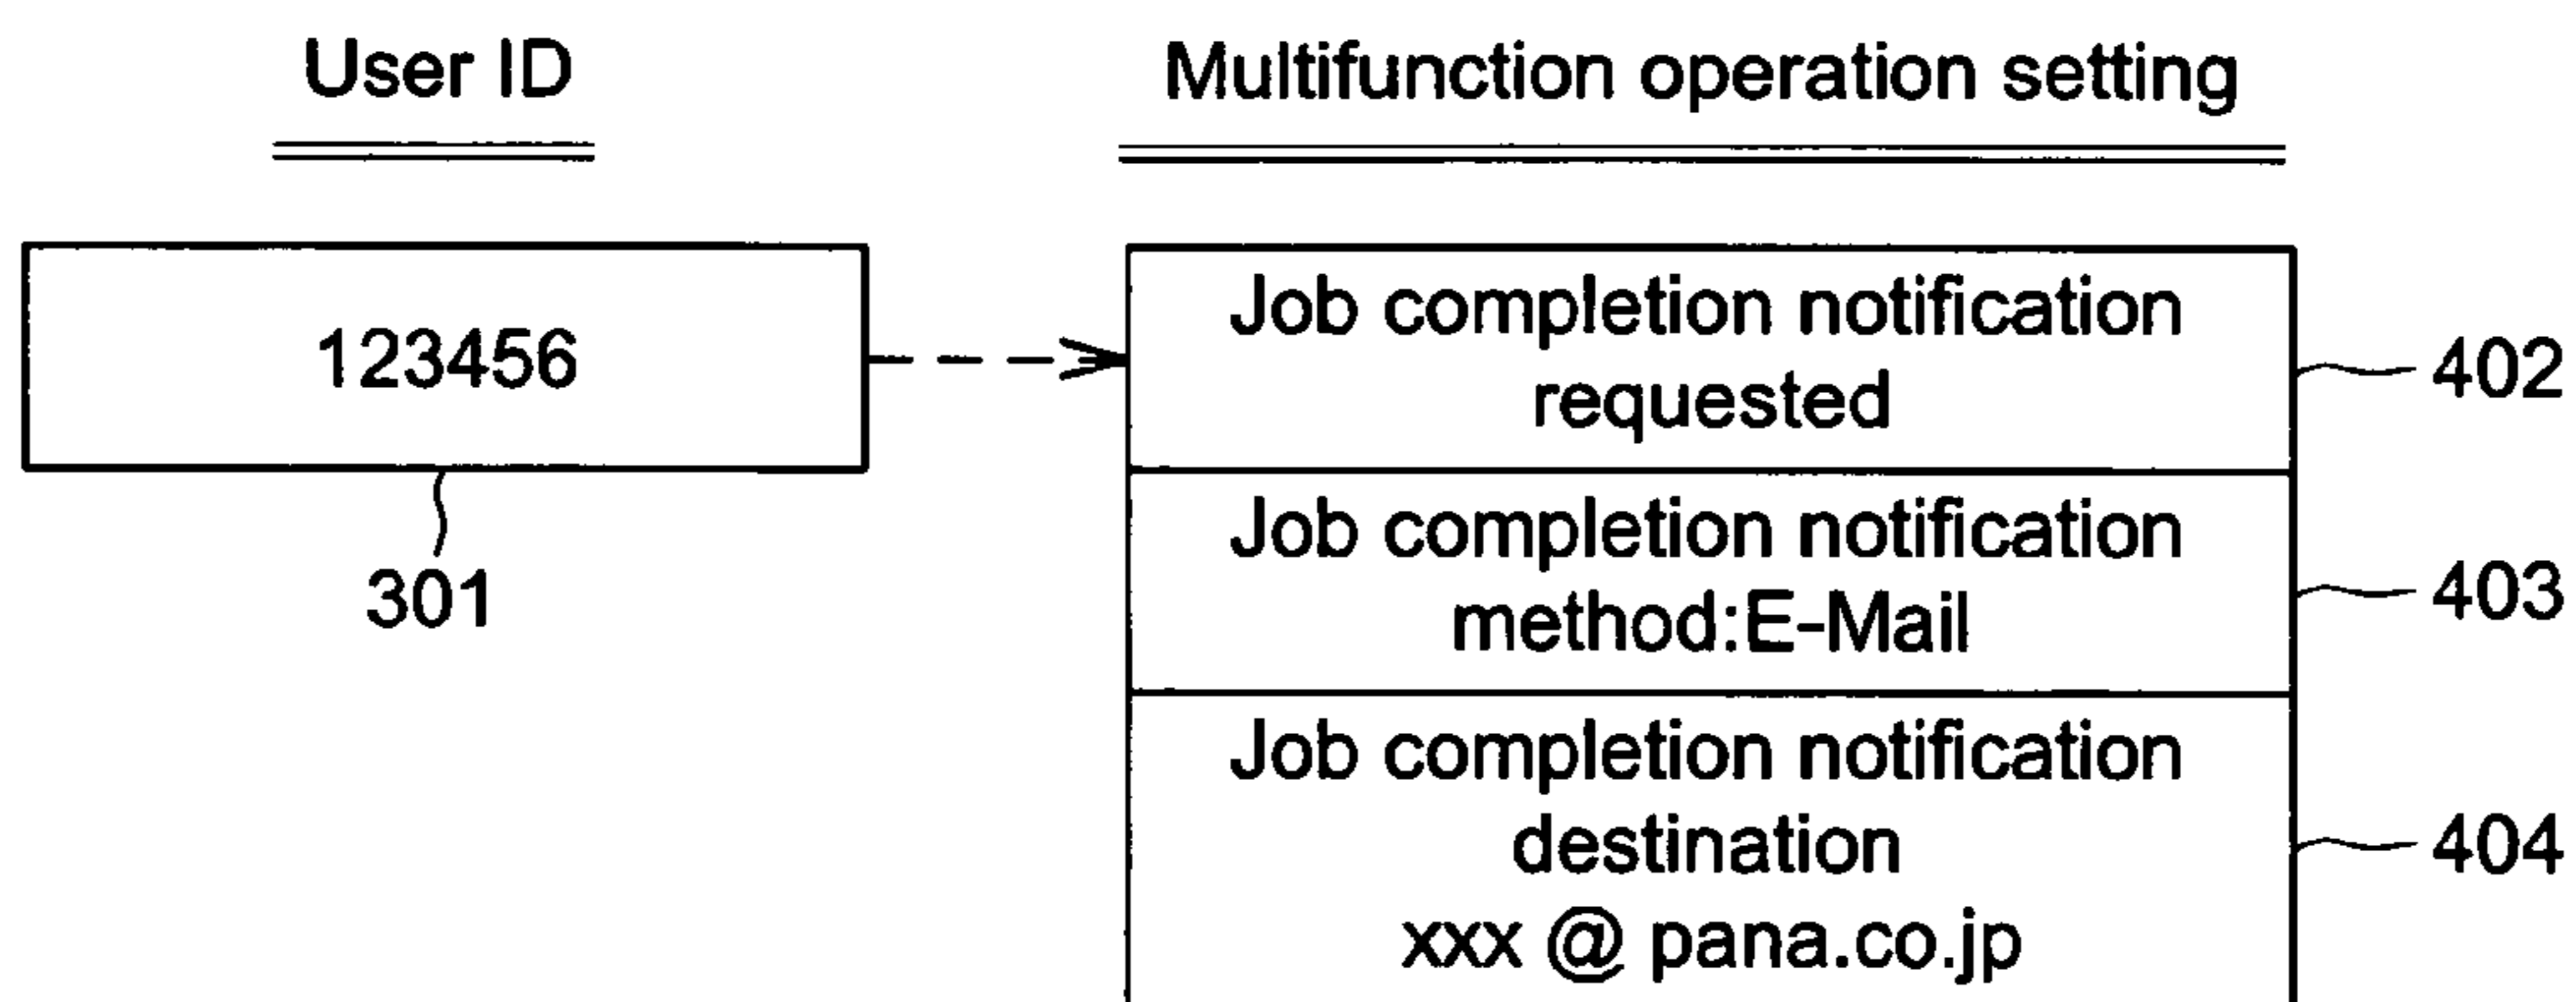 User ID
Multifunction operation setting
123456
301
Job completion notification
requested
402
Job completion notification
method:E-Mail
403
Job completion notification
destination
xxx @ pana.co.jp
404